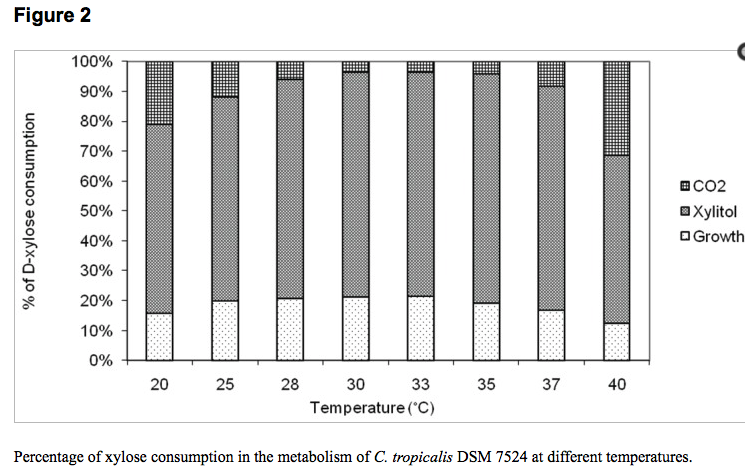 Figure 2
100%
90%
80%
70%
60%
50%
40%
30%
20%
10%
0%
% of D-xylose consumption
20 25 28 30 33 35 37 40
Temperature (°C)
CO2
Xylitol
Growth
Percentage of xylose consumption in the metabolism of C. tropicalis DSM 7524 at different temperatures.